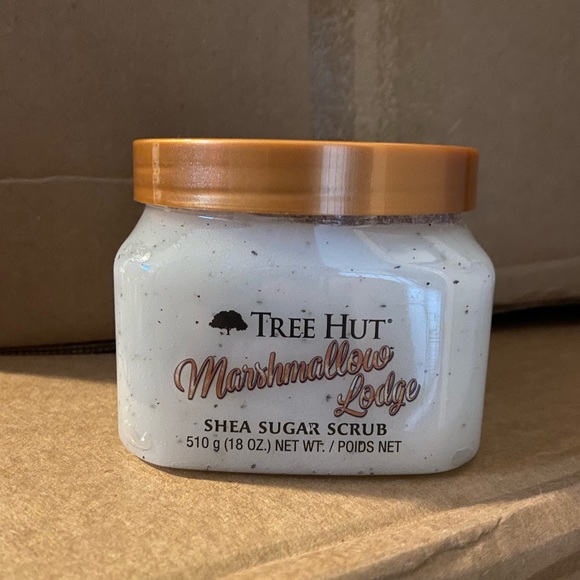 TREE HUT®
Marshmallow
Lodge
SHEA SUGAR SCRUB
510 g (18 OZ.) NET WT. / POIDS NET